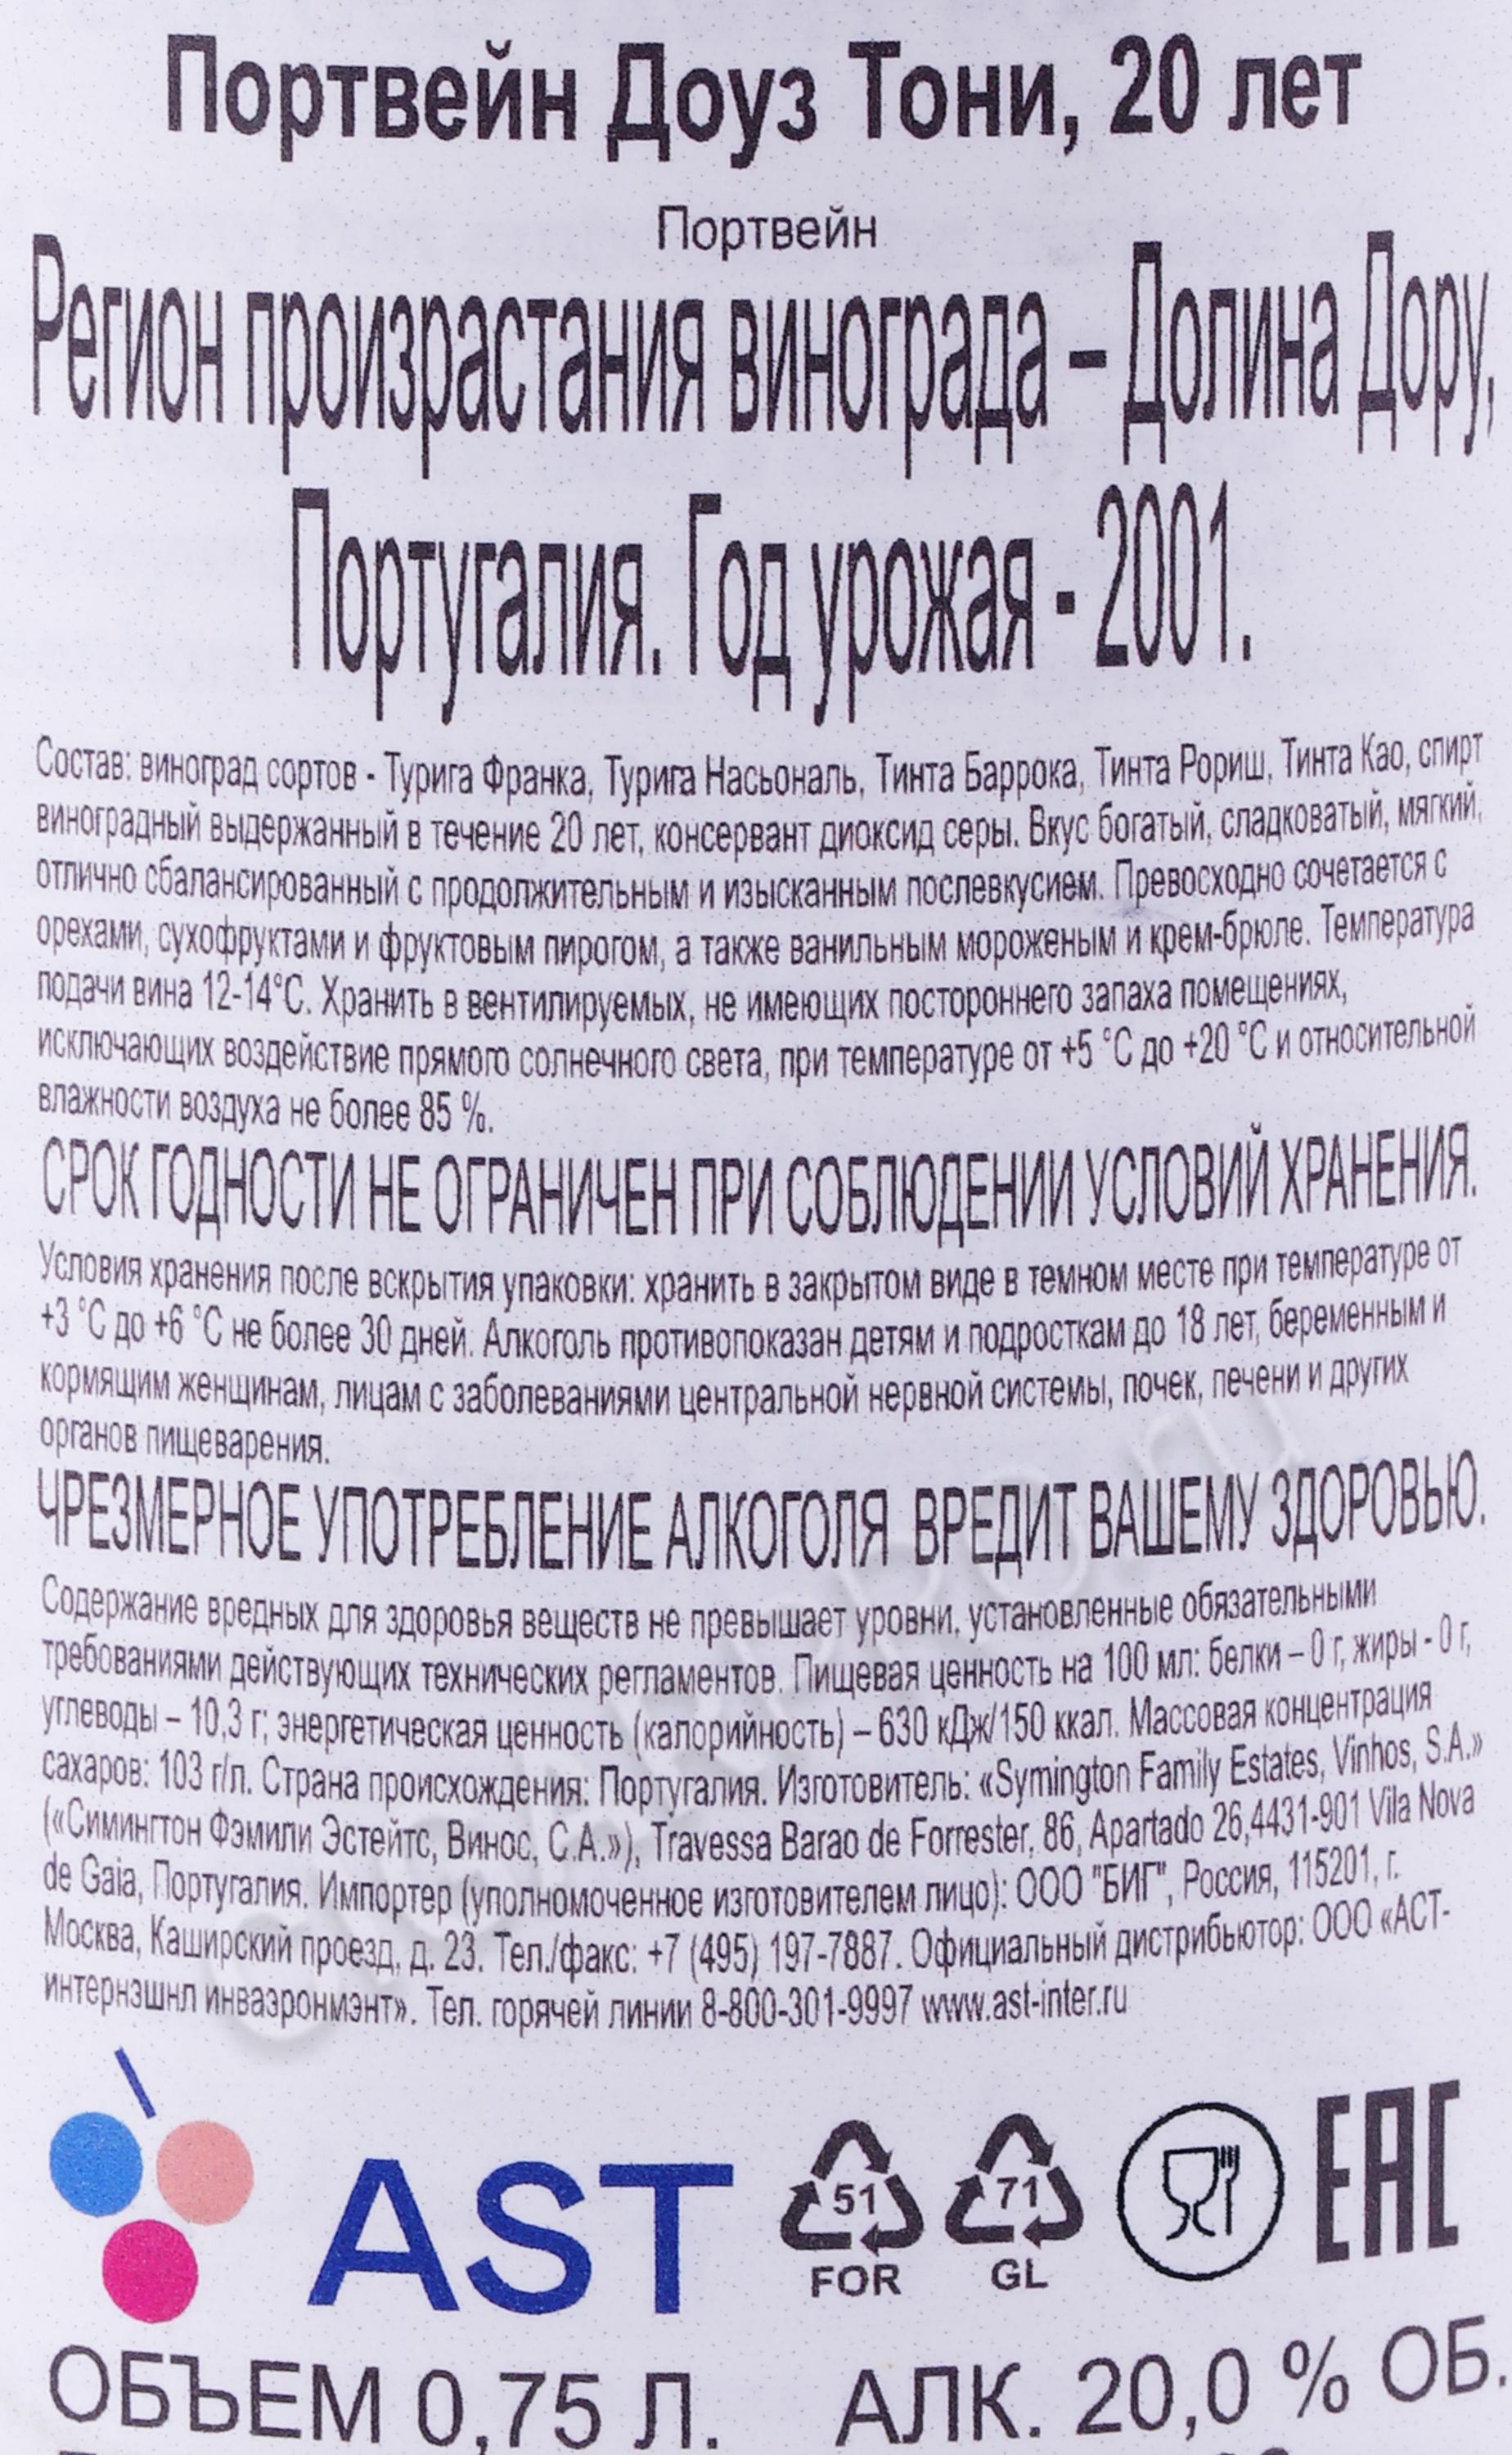 Портвейн Доуз Тони, 20 лет
Портвейн
Регион произрастания винограда – Долина Дору,
Португалия. Год урожая - 2001.
Состав: виноград сортов - Турига Франка, Турига Насьональ, Тинта Баррока, Тинта Рориш, Тинта Као, спирт
виноградный выдержанный в течение 20 лет, консервант диоксид серы. Вкус богатый, сладковатый, мягкий,
отлично сбалансированный с продолжительным и изысканным послевкусием. Превосходно сочетается с
орехами, сухофруктами и фруктовым пирогом, а также ванильным мороженым и крем-брюле. Температура
подачи вина 12-14°С. Хранить в вентилируемых, не имеющих постороннего запаха помещениях,
исключающих воздействие прямого солнечного света, при температуре от +5 °С до +20 °С и относительной
влажности воздуха не более 85 %.
СРОК ГОДНОСТИ НЕ ОГРАНИЧЕН ПРИ СОБЛЮДЕНИИ УСЛОВИЙ ХРАНЕНИЯ.
Условия хранения после вскрытия упаковки: хранить в закрытом виде в темном месте при температуре от
+3 °С до +6 °С не более 30 дней. Алкоголь противопоказан детям и подросткам до 18 лет, беременным и
кормящим женщинам, лицам с заболеваниями центральной нервной системы, почек, печени и других
органов пищеварения.
ЧРЕЗМЕРНОЕ УПОТРЕБЛЕНИЕ АЛКОГОЛЯ ВРЕДИТ ВАШЕМУ ЗДОРОВЬЮ.
Содержание вредных для здоровья веществ не превышает уровни, установленные обязательными
требованиями действующих технических регламентов. Пищевая ценность на 100 мл: белки – 0 г, жиры - 0 г,
углеводы – 10,3 г; энергетическая ценность (калорийность) – 630 кДж/150 ккал. Массовая концентрация
сахаров: 103 г/л. Страна происхождения: Португалия. Изготовитель: «Symington Family Estates, Vinhos, S.A.»
(«Симингтон Фэмили Эстейтс, Винос, С.А.»), Travessa Barao de Forrester, 86, Apartado 26,4431-901 Vila Nova
de Gaia, Португалия. Импортер (уполномоченное изготовителем лицо): ООО "БИГ", Россия, 115201, г.
Москва, Каширский проезд, д. 23. Тел./факс: +7 (495) 197-7887. Официальный дистрибьютор: ООО «АСТ-
интернэшнл инваэронмэнт». Тел. горячей линии 8-800-301-9997 www.ast-inter.ru
AST
51
FOR
71
GL
EAC
ОБЪЕМ 0,75 Л. АЛК. 20,0 % ОБ.